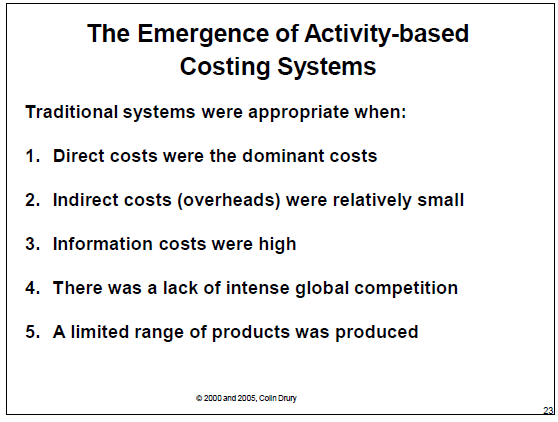 The Emergence of Activity-based
Costing Systems
Traditional systems were appropriate when:
1. Direct costs were the dominant costs
2. Indirect costs (overheads) were relatively small
3. Information costs were high
4. There was a lack of intense global competition
5. A limited range of products was produced
© 2000 and 2005, Colin Drury
23